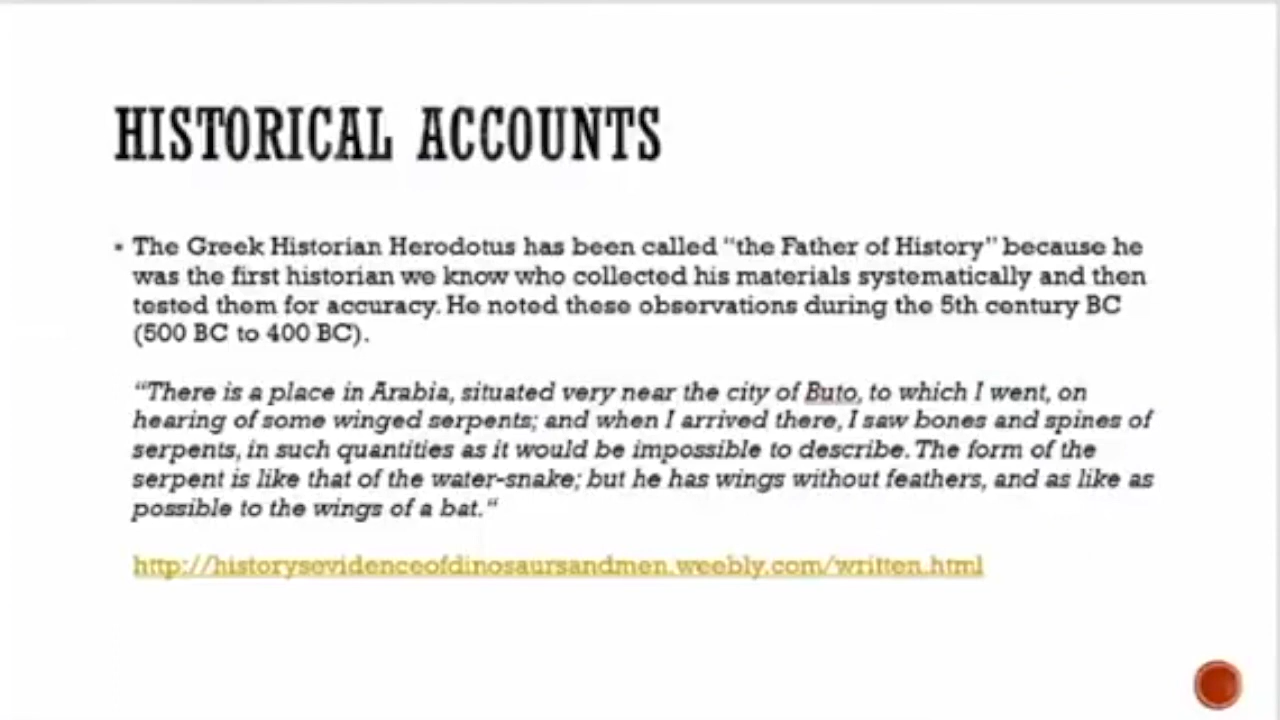 HISTORICAL ACCOUNTS
▪ The Greek Historian Herodotus has been called "the Father of History" because he
was the first historian we know who collected his materials systematically and then
tested them for accuracy. He noted these observations during the 5th century BC
(500 BC to 400 BC).
"There is a place in Arabia, situated very near the city of Buto, to which I went, on
hearing of some winged serpents; and when I arrived there, I saw bones and spines of
serpents, in such quantities as it would be impossible to describe. The form of the
serpent is like that of the water-snake; but he has wings without feathers, and as like as
possible to the wings of a bat."
http://historysevidenceofdinosaursandmen.weebly.com/written.html